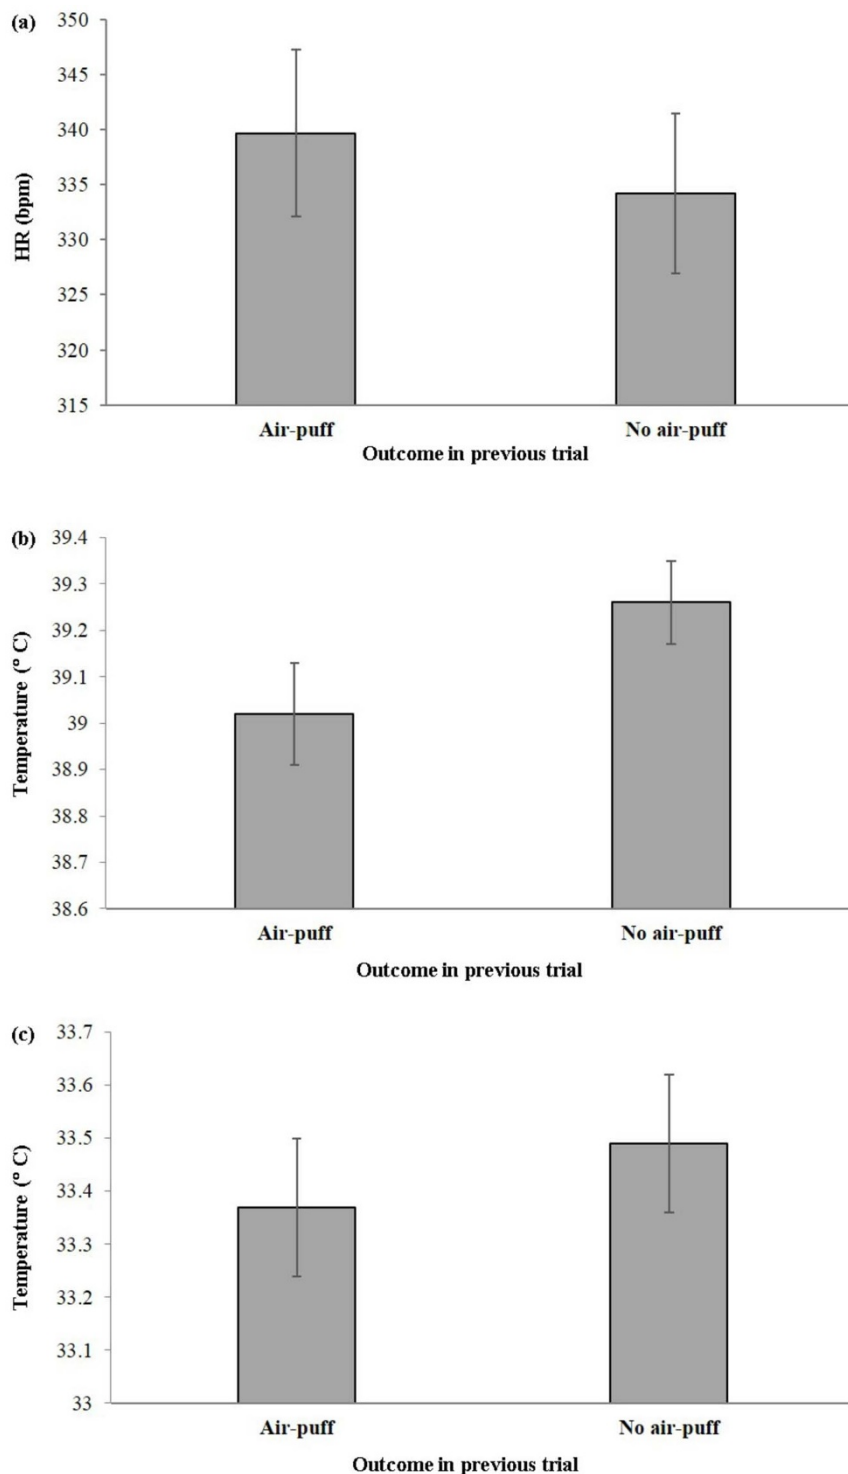 (a)
350
345
340
335
330
325
320
315
HR (bpm)
Air-puff
No air-puff
Outcome in previous trial
(b)
39.4
39.3
39.2
39.1
39
38.9
38.8
38.7
38.6
Temperature (° C)
Air-puff
No air-puff
Outcome in previous trial
(c)
33.7
33.6
33.5
33.4
33.3
33.2
33.1
33
Temperature (° C)
Air-puff
No air-puff
Outcome in previous trial